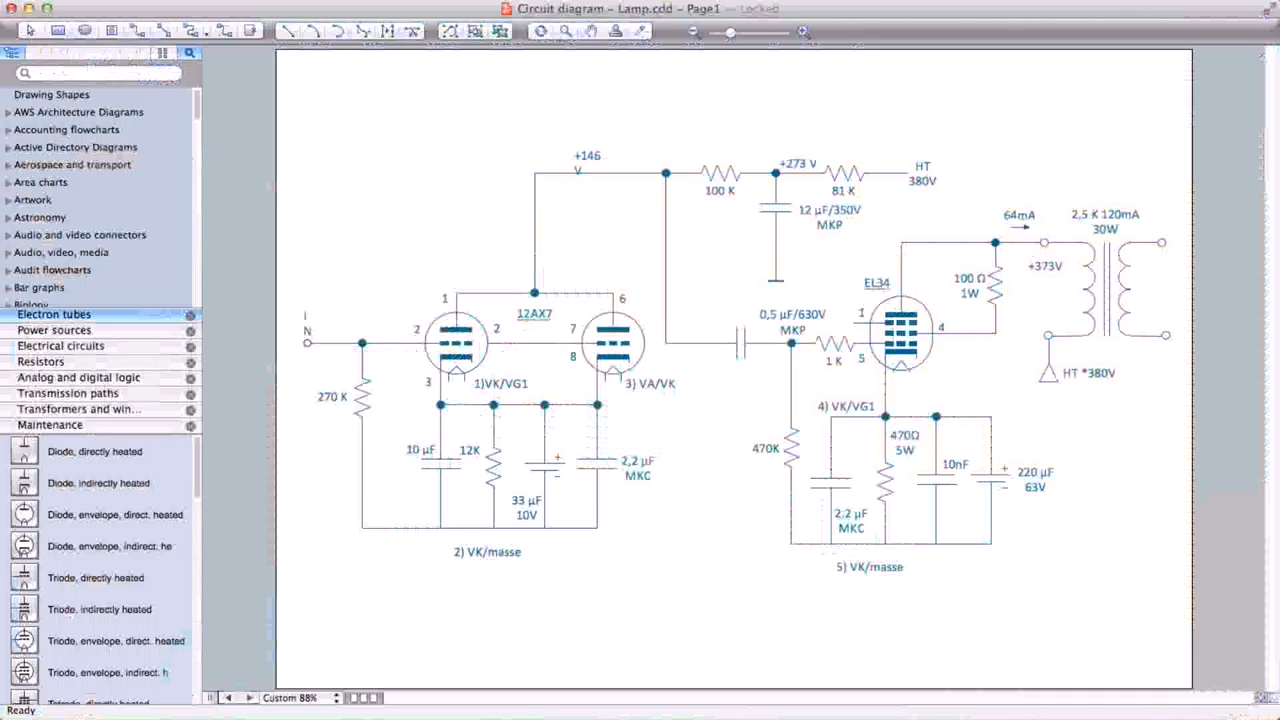 Circuit diagram - Lamp.cdd - Page1 - Locked
Drawing Shapes
AWS Architecture Diagrams
Accounting flowcharts
Active Directory Diagrams
Aerospace and transport
Area charts
Artwork
Astronomy
Audio and video connectors
Audio, video, media
Audit flowcharts
Bar graphs
Biology
Electron tubes
Power sources
Electrical circuits
Resistors
Analog and digital logic
Transmission paths
Transformers and win...
Maintenance
Diode, directly heated
Diode, indirectly heated
Diode, envelope, direct. heated
Diode, envelope, indirect. he
Triode, directly heated
Triode, indirectly heated
Triode, envelope, direct. heated
Triode, envelope, indirect. h
Ready
Custom 88%
+146
V
100 K
+273 V
81 K
HT
380V
12 µF/350V
MKP
64mA
2,5 K 120mA
30W
+373V
100 Ω
1W
HT *380V
I
N
270 K
1
2
3
2
12AX7
6
7
8
1)VK/VG1
3) VA/VK
10 µF
12K
33 µF
10V
+
-
2,2 µF
MKC
2) VK/masse
0,5 µF/630V
MKP
1 K
EL34
1
5
4
470K
4) VK/VG1
2.2 µF
MKC
470Ω
5W
10nF
+
-
220 µF
63V
5) VK/masse